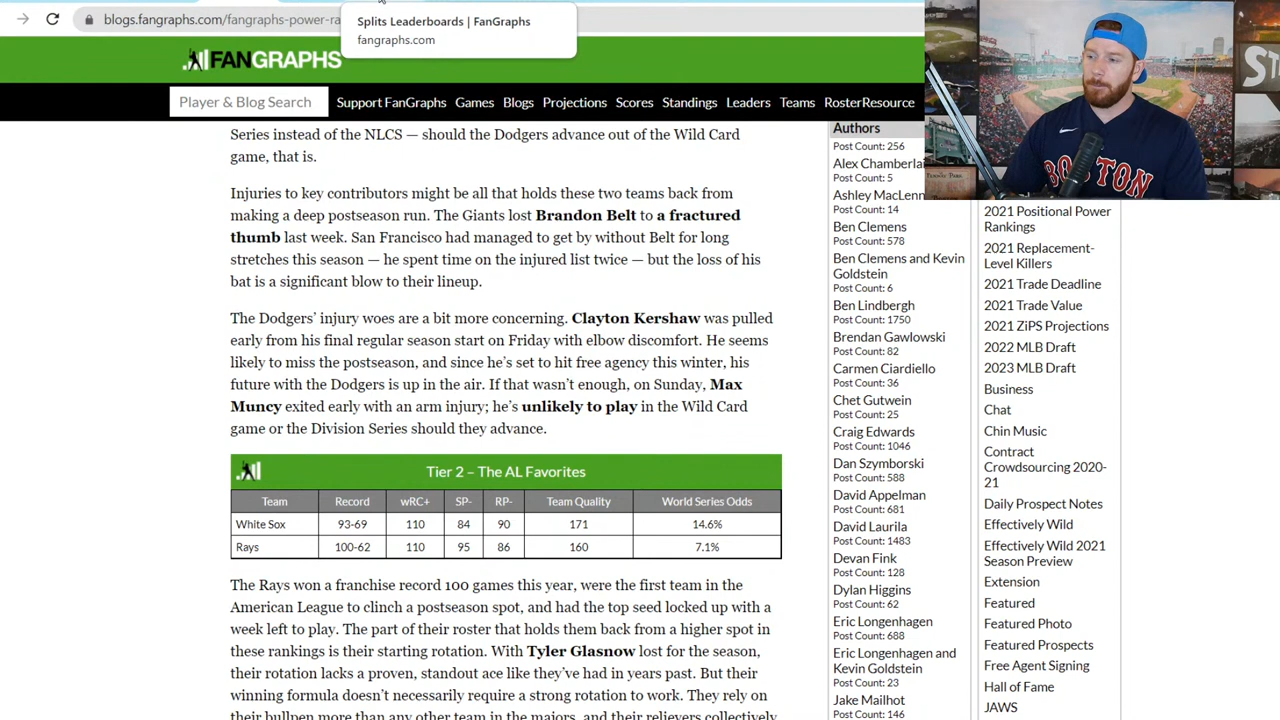 blogs.fangraphs.com/fangraphs-power-ra
Splits Leaderboards | FanGraphs
fangraphs.com
FANGRAPHS
Player & Blog Search
Support FanGraphs
Games
Blogs
Projections
Scores
Standings
Leaders
Teams
RosterResource
Series instead of the NLCS — should the Dodgers advance out of the Wild Card
game, that is.
Injuries to key contributors might be all that holds these two teams back from
making a deep postseason run. The Giants lost Brandon Belt to a fractured
thumb last week. San Francisco had managed to get by without Belt for long
stretches this season — he spent time on the injured list twice — but the loss of his
bat is a significant blow to their lineup.
The Dodgers' injury woes are a bit more concerning. Clayton Kershaw was pulled
early from his final regular season start on Friday with elbow discomfort. He seems
likely to miss the postseason, and since he's set to hit free agency this winter, his
future with the Dodgers is up in the air. If that wasn't enough, on Sunday, Max
Muncy exited early with an arm injury; he's unlikely to play in the Wild Card
game or the Division Series should they advance.
Tier 2 – The AL Favorites
Team Record wRC+ SP- RP- Team Quality World Series Odds
White Sox 93-69 110 84 90 171 14.6%
Rays 100-62 110 95 86 160 7.1%
The Rays won a franchise record 100 games this year, were the first team in the
American League to clinch a postseason spot, and had the top seed locked up with a
week left to play. The part of their roster that holds them back from a higher spot in
these rankings is their starting rotation. With Tyler Glasnow lost for the season,
their rotation lacks a proven, standout ace like they've had in years past. But their
winning formula doesn't necessarily require a strong rotation to work. They rely on
their bullpen more than any other team in the majors, and their relievers collectively
Authors
Post Count: 256
Alex Chamberlai
Post Count: 5
Ashley MacLenn
Post Count: 14
Ben Clemens
Post Count: 578
Ben Clemens and Kevin
Goldstein
Post Count: 6
Ben Lindbergh
Post Count: 1750
Brendan Gawlowski
Post Count: 82
Carmen Ciardiello
Post Count: 36
Chet Gutwein
Post Count: 25
Craig Edwards
Post Count: 1046
Dan Szymborski
Post Count: 588
David Appelman
Post Count: 681
David Laurila
Post Count: 1483
Devan Fink
Post Count: 128
Dylan Higgins
Post Count: 62
Eric Longenhagen
Post Count: 688
Eric Longenhagen and
Kevin Goldstein
Post Count: 23
Jake Mailhot
Post Count: 146
2021 Positional Power
Rankings
2021 Replacement-
Level Killers
2021 Trade Deadline
2021 Trade Value
2021 ZiPS Projections
2022 MLB Draft
2023 MLB Draft
Business
Chat
Chin Music
Contract
Crowdsourcing 2020-
21
Daily Prospect Notes
Effectively Wild
Effectively Wild 2021
Season Preview
Extension
Featured
Featured Photo
Featured Prospects
Free Agent Signing
Hall of Fame
JAWS
BOSTON
ST